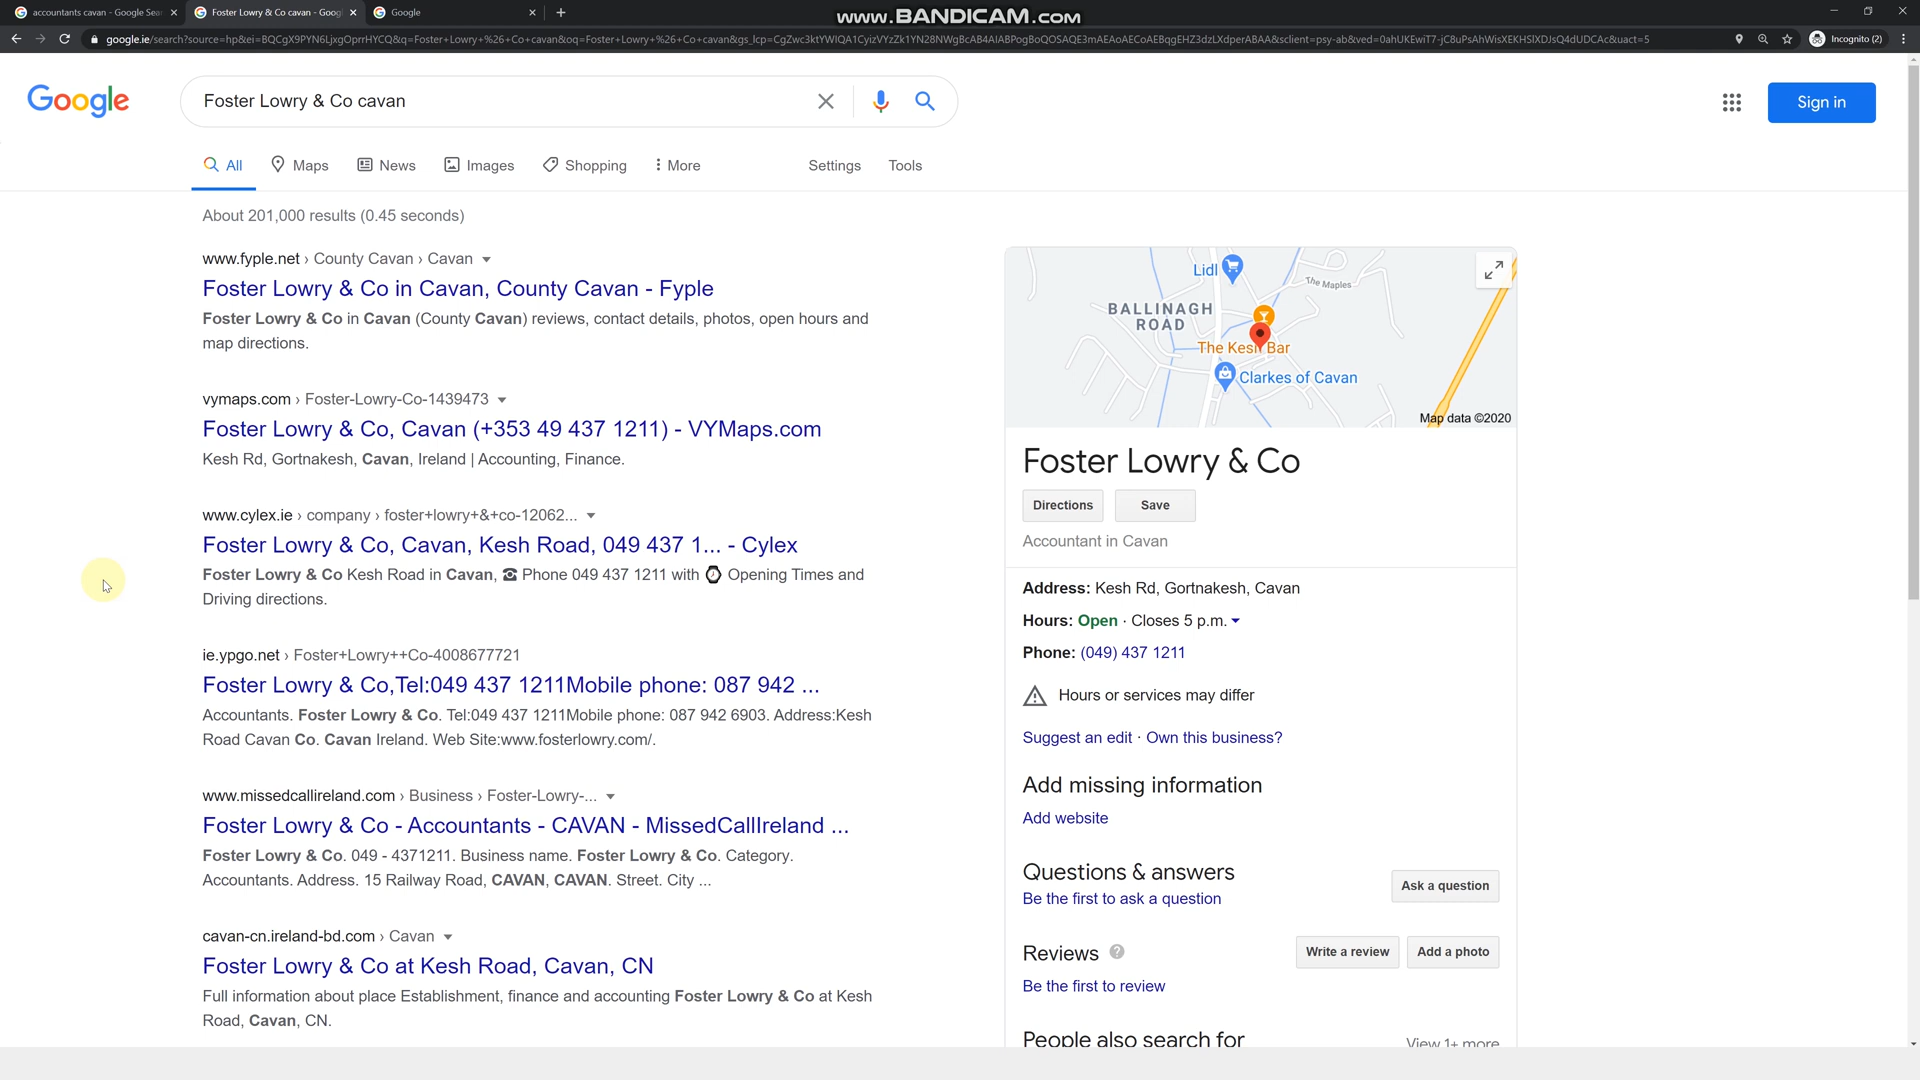 accountants cavan - Google Sea
Foster Lowry & Co cavan - Goog
Google
www.BANDICAM.com
google.ie/search?source=hp&ei=BQCgX9PYN6LjxgOprrHYCQ&q=Foster+Lowry+%26+Co+cavan&oq=Foster+Lowry+%26+Co+cavan
Incognito (2)
Google
Foster Lowry & Co cavan
Sign in
All
Maps
News
Images
Shopping
More
Settings
Tools
About 201,000 results (0.45 seconds)
www.fyple.net › County Cavan › Cavan
Foster Lowry & Co in Cavan, County Cavan - Fyple
Foster Lowry & Co in Cavan (County Cavan) reviews, contact details, photos, open hours and
map directions.
vymaps.com › Foster-Lowry-Co-1439473
Foster Lowry & Co, Cavan (+353 49 437 1211) - VYMaps.com
Kesh Rd, Gortnakesh, Cavan, Ireland | Accounting, Finance.
www.cylex.ie › company › foster+lowry+&+co-12062...
Foster Lowry & Co, Cavan, Kesh Road, 049 437 1... - Cylex
Foster Lowry & Co Kesh Road in Cavan, ☎ Phone 049 437 1211 with ⌚ Opening Times and
Driving directions.
ie.ypgo.net › Foster+Lowry++Co-4008677721
Foster Lowry & Co,Tel:049 437 1211Mobile phone: 087 942 ...
Accountants. Foster Lowry & Co. Tel:049 437 1211Mobile phone: 087 942 6903. Address:Kesh
Road Cavan Co. Cavan Ireland. Web Site:www.fosterlowry.com/.
www.missedcallireland.com › Business › Foster-Lowry-...
Foster Lowry & Co - Accountants - CAVAN - MissedCallIreland ...
Foster Lowry & Co. 049 - 4371211. Business name. Foster Lowry & Co. Category.
Accountants. Address. 15 Railway Road, CAVAN, CAVAN. Street. City ...
cavan-cn.ireland-bd.com › Cavan
Foster Lowry & Co at Kesh Road, Cavan, CN
Full information about place Establishment, finance and accounting Foster Lowry & Co at Kesh
Road, Cavan, CN.
Lidl
The Maples
BALLINAGH
ROAD
The Kesh Bar
Clarkes of Cavan
Map data ©2020
Foster Lowry & Co
Directions
Save
Accountant in Cavan
Address: Kesh Rd, Gortnakesh, Cavan
Hours: Open · Closes 5 p.m.
Phone: (049) 437 1211
Hours or services may differ
Suggest an edit · Own this business?
Add missing information
Add website
Questions & answers
Be the first to ask a question
Ask a question
Reviews
Write a review
Add a photo
Be the first to review
People also search for
View 1+ more